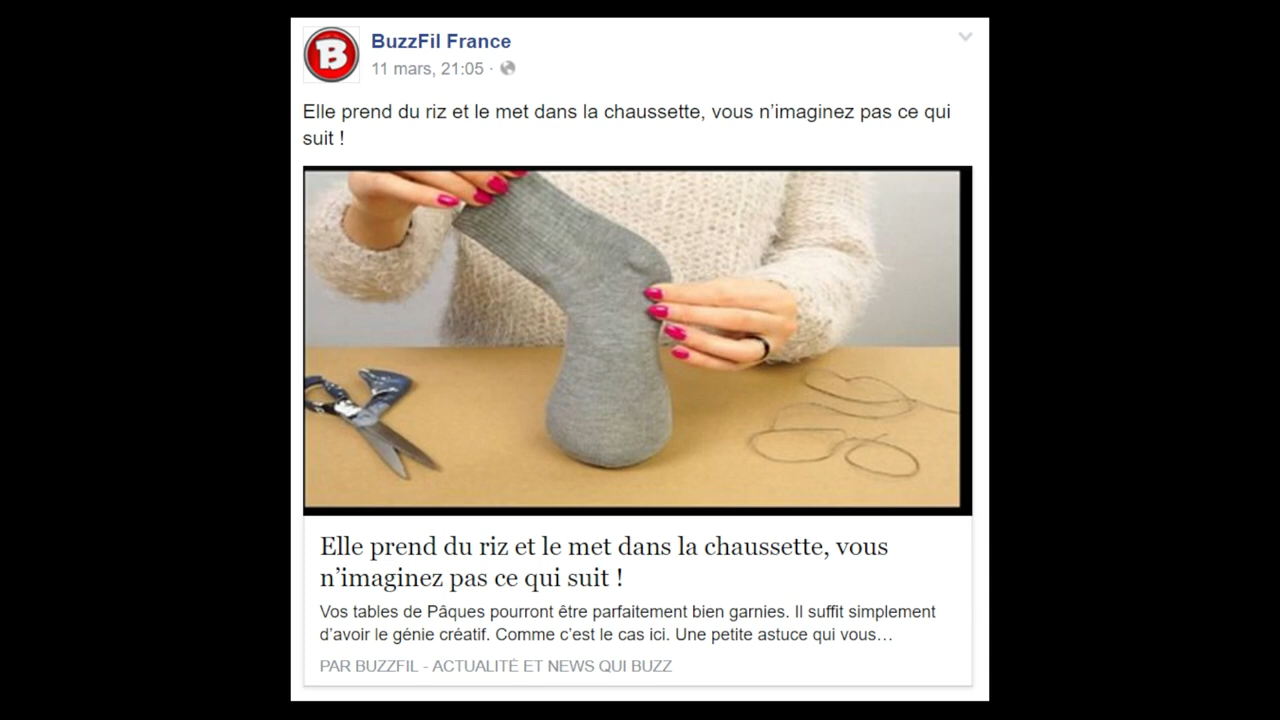 B
BuzzFil France
11 mars, 21:05 ·
Elle prend du riz et le met dans la chaussette, vous n’imaginez pas ce qui
suit !
Elle prend du riz et le met dans la chaussette, vous
n’imaginez pas ce qui suit !
Vos tables de Pâques pourront être parfaitement bien garnies. Il suffit simplement
d’avoir le génie créatif. Comme c’est le cas ici. Une petite astuce qui vous…
PAR BUZZFIL - ACTUALITÉ ET NEWS QUI BUZZ